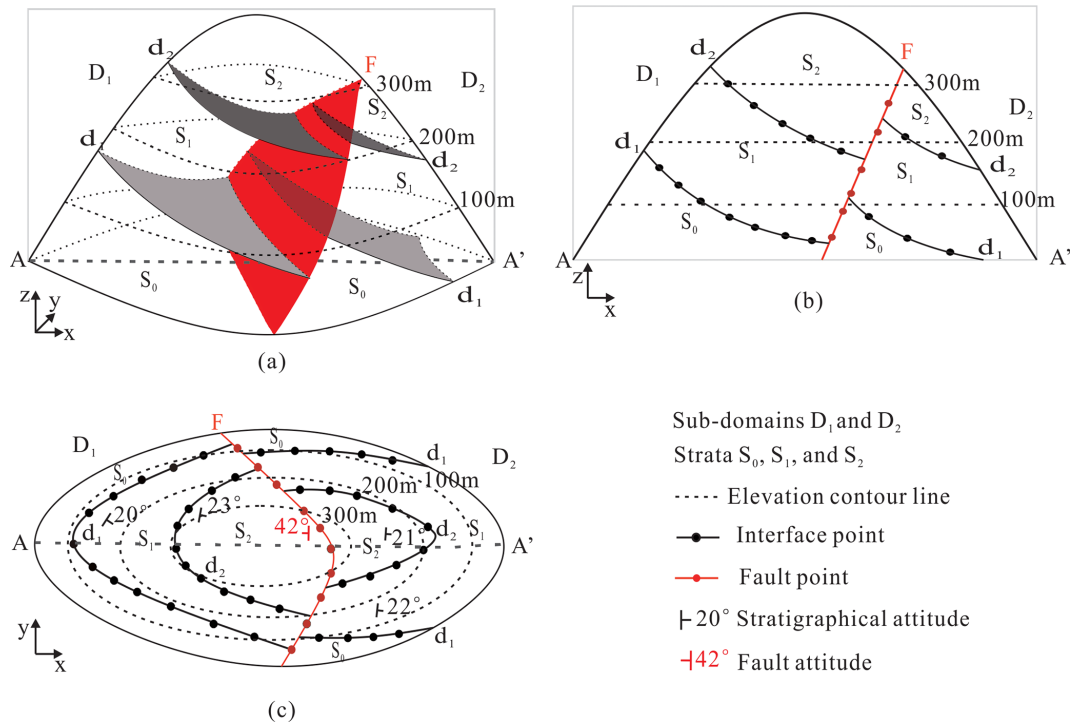 d₂
F
D₁
S₂
300m
D₂
S₂
S₁
200m
d₁
d₂
S₁
100m
A
A'
S₀
S₀
d₁
z
y
x
(a)
F
d₂
D₁
S₂
300m
D₂
S₂
200m
d₁
S₁
d₂
S₁
100m
S₀
S₀
d₁
A
A'
z
x
(b)
F
D₁
S₀
d₁
D₂
S₀
200m
100m
20°
23°
300m
42°
d₁
S₁
S₂
S₂
21°
d₂
S₁
A
A'
d₂
22°
d₁
S₀
y
x
(c)
Sub-domains D₁ and D₂
Strata S₀, S₁, and S₂
Elevation contour line
Interface point
Fault point
20° Stratigraphical attitude
42° Fault attitude